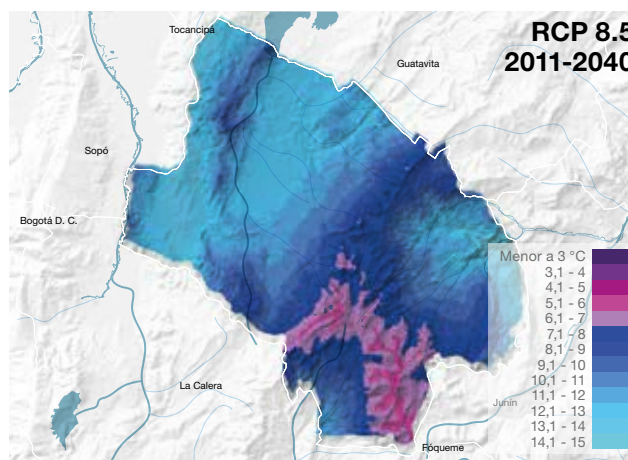 RCP 8.5
2011-2040
Tocancipá
Guatavita
Sopó
Bogotá D. C.
La Calera
Junín
Fóqueme
Menor a 3 °C
3,1 - 4
4,1 - 5
5,1 - 6
6,1 - 7
7,1 - 8
8,1 - 9
9,1 - 10
10,1 - 11
11,1 - 12
12,1 - 13
13,1 - 14
14,1 - 15